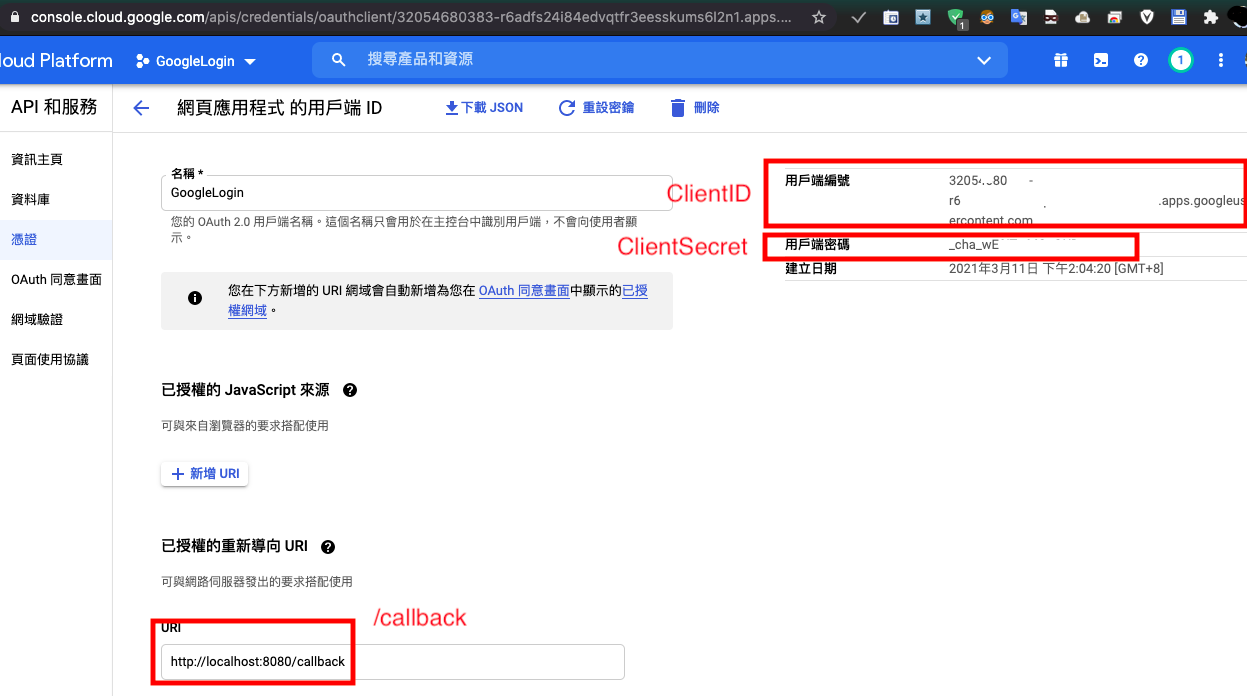 console.cloud.google.com/apis/credentials/oauthclient/32054680383-r6adfs24i84edvqtfr3eesskums6l2n1.apps....
1
loud Platform
GoogleLogin
搜尋產品和資源
1
API 和服務
網頁應用程式 的用戶端 ID
下載 JSON
重設密鑰
刪除
資訊主頁
資料庫
憑證
OAuth 同意畫面
網域驗證
頁面使用協議
名稱 *
GoogleLogin
您的 OAuth 2.0 用戶端名稱。這個名稱只會用於在主控台中識別用戶端，不會向使用者顯
示。
您在下方新增的 URI 網域會自動新增為您在 OAuth 同意畫面中顯示的已授
權網域。
ClientID
用戶端編號
r6
.apps.googleus
ercontent.com
ClientSecret
用戶端密碼
_cha_wE
建立日期
2021年3月11日 下午2:04:20 [GMT+8]
已授權的 JavaScript 來源
可與來自瀏覽器的要求搭配使用
新增 URI
已授權的重新導向 URI
可與網路伺服器發出的要求搭配使用
/callback
URI
http://localhost:8080/callback